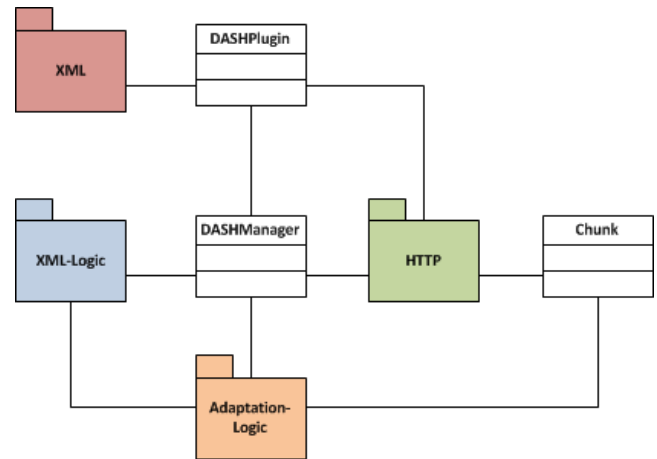 XML
DASHPlugin
XML-Logic
DASHManager
HTTP
Chunk
Adaptation-
Logic